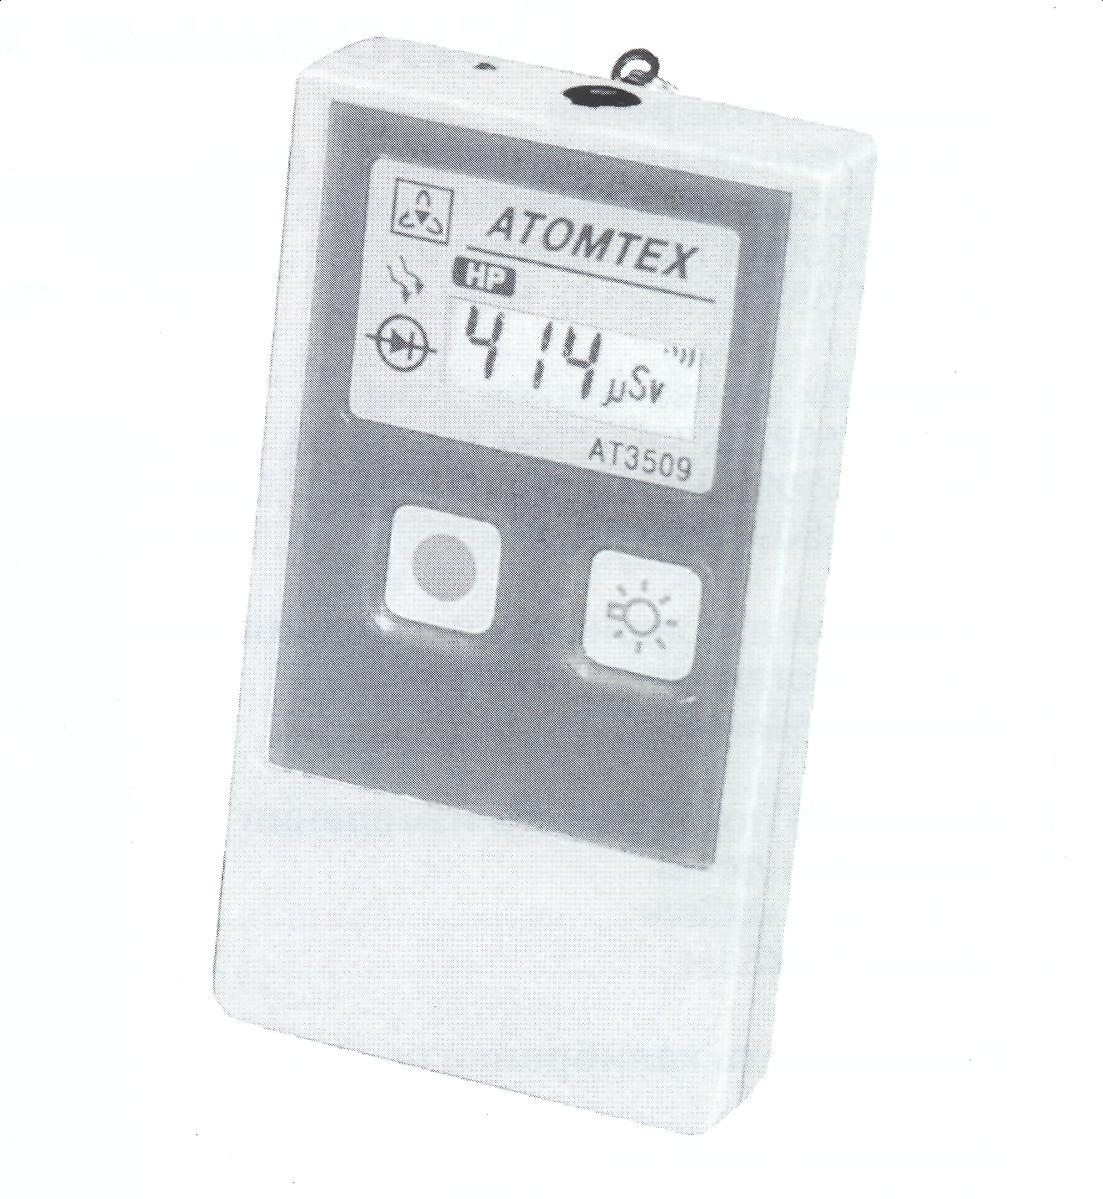 ATOMTEX
HP
414 µSv
AT3509